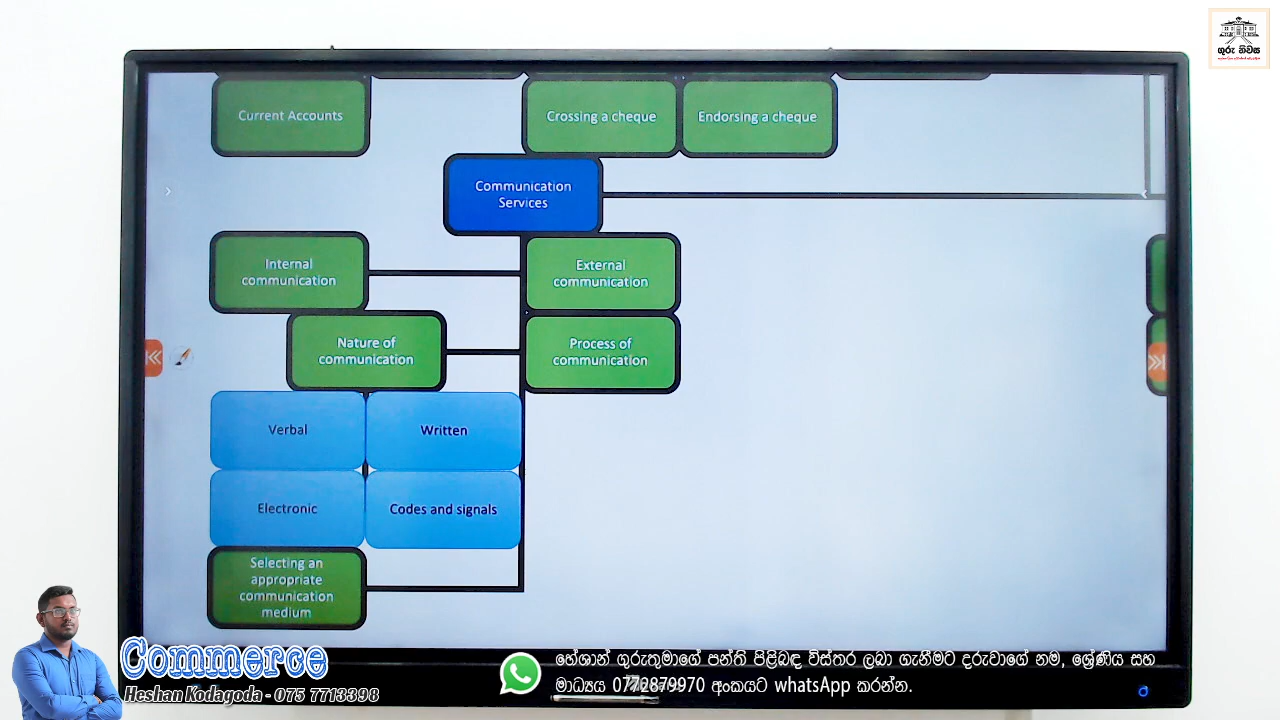 ගුරු නිවස
Current Accounts
Crossing a cheque
Endorsing a cheque
Communication
Services
Internal
communication
External
communication
Nature of
communication
Process of
communication
Verbal
Written
Electronic
Codes and signals
Selecting an
appropriate
communication
medium
Commerce
Heshan Kodagoda - 075 7713398
හේශාන් ගුරුතුමාගේ පන්ති පිළිබඳ විස්තර ලබා ගැනීමට දරුවාගේ නම, ශ්‍රේණිය සහ
මාධ්‍යය 0772879970 අංකයට whatsApp කරන්න.